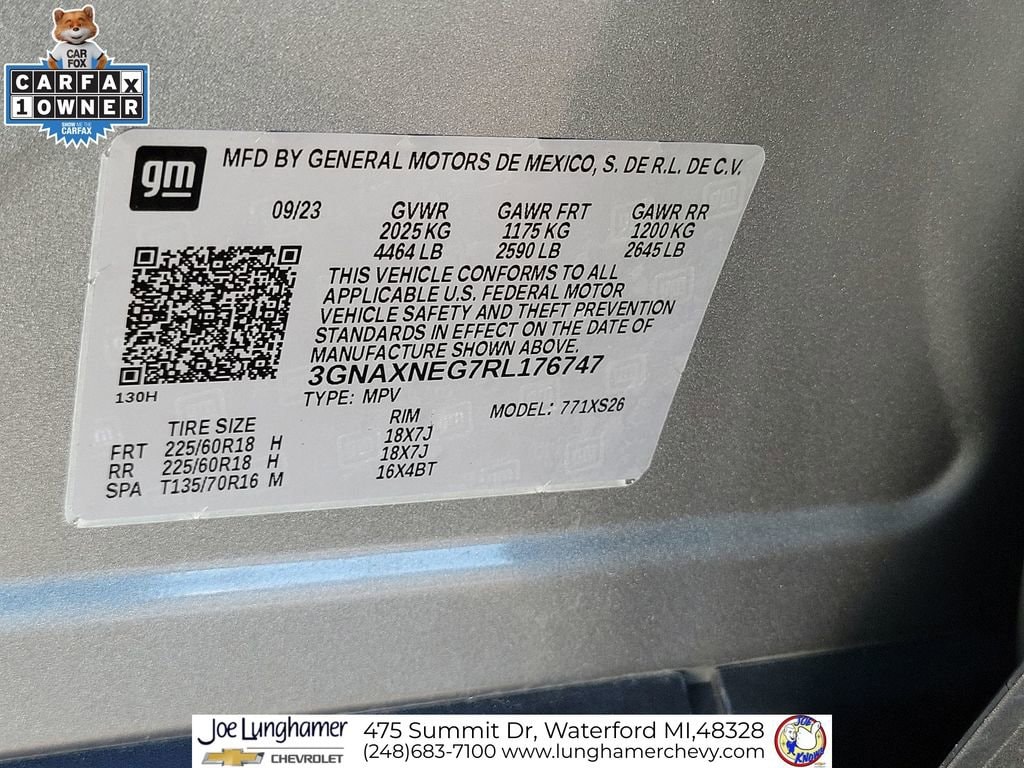 CAR
FOX
CARFAX
1 OWNER
SHOW ME THE
CARFAX
gm
MFD BY GENERAL MOTORS DE MEXICO, S. DE R.L. DE C.V.
09/23 GVWR GAWR FRT GAWR RR
2025 KG 1175 KG 1200 KG
4464 LB 2590 LB 2645 LB
THIS VEHICLE CONFORMS TO ALL
APPLICABLE U.S. FEDERAL MOTOR
VEHICLE SAFETY AND THEFT PREVENTION
STANDARDS IN EFFECT ON THE DATE OF
MANUFACTURE SHOWN ABOVE.
3GNAXNEG7RL176747
130H
TYPE: MPV MODEL: 771XS26
TIRE SIZE RIM
FRT 225/60R18 H 18X7J
RR 225/60R18 H 18X7J
SPA T135/70R16 M 16X4BT
Joe Lunghamer
CHEVROLET
475 Summit Dr, Waterford MI,48328
(248)683-7100 www.lunghamerchevy.com
JOE
KNOWS